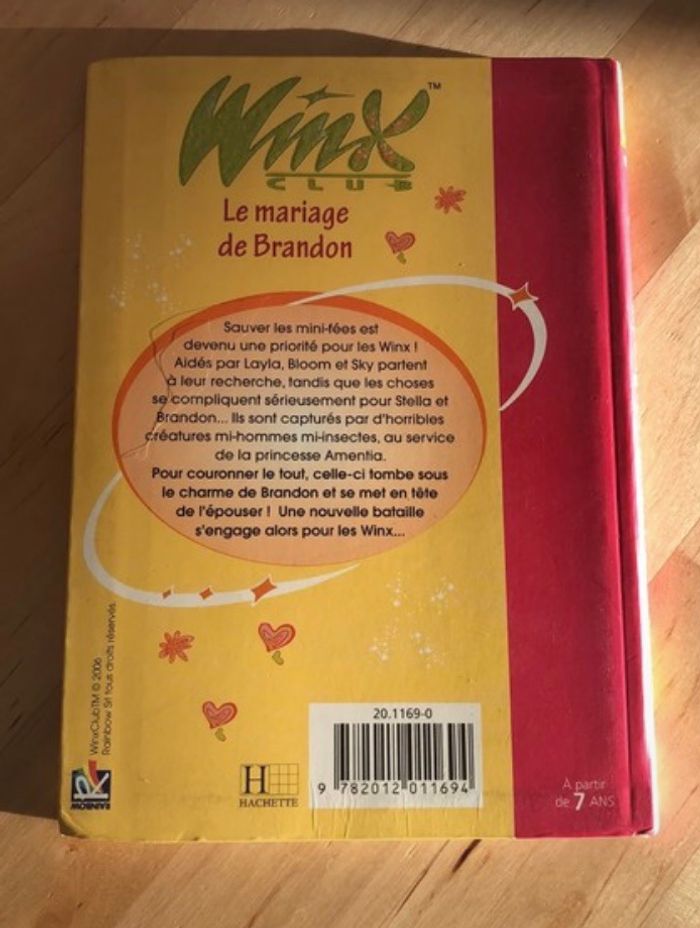 Winx™
CLUB
Le mariage
de Brandon
Sauver les mini-fées est
devenu une priorité pour les Winx !
Aidés par Layla, Bloom et Sky partent
à leur recherche, tandis que les choses
se compliquent sérieusement pour Stella et
Brandon... Ils sont capturés par d'horribles
créatures mi-hommes mi-insectes, au service
de la princesse Amentia.
Pour couronner le tout, celle-ci tombe sous
le charme de Brandon et se met en tête
de l'épouser ! Une nouvelle bataille
s'engage alors pour les Winx....
WinxClubTM © 2006
Rainbow Srl tous droits réservés.
RAINBOW
H
HACHETTE
20.1169-0
9 782012 011694
À partir
de 7 ANS